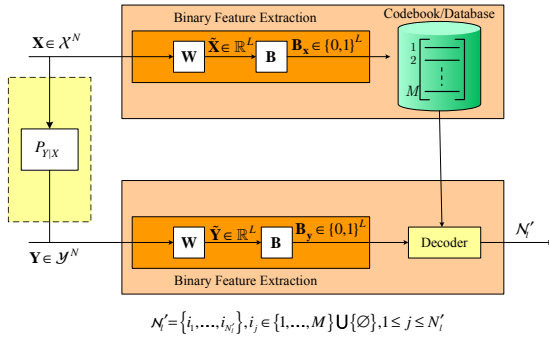 Binary Feature Extraction
Codebook/Database
X ∈ 𝒳^N
W
X̃ ∈ ℝ^L
B
B_x ∈ {0,1}^L
1
2
M
P_{Y|X}
Y ∈ 𝒴^N
W
Ỹ ∈ ℝ^L
B
B_y ∈ {0,1}^L
Decoder
𝒩_l′
Binary Feature Extraction
𝒩_l′ = {i_1, …, i_{N_l′}}, i_j ∈ {1, …, M} ⋃ {∅}, 1 ≤ j ≤ N_l′